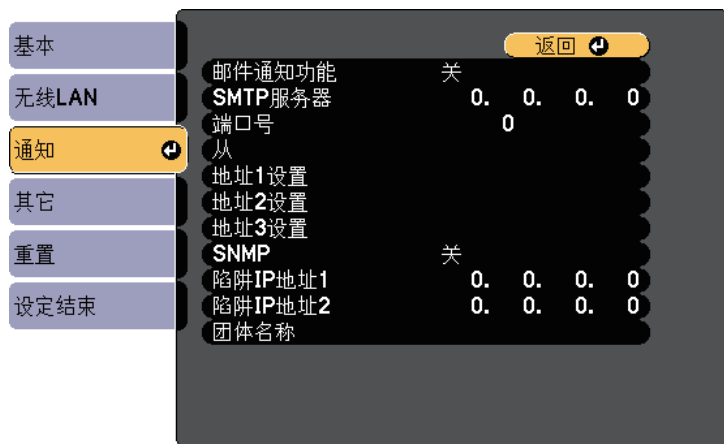 基本
无线LAN
通知
其它
重置
设定结束
返回
邮件通知功能 关
SMTP服务器 0. 0. 0. 0
端口号 0
从
地址1设置
地址2设置
地址3设置
SNMP 关
陷阱IP地址1 0. 0. 0. 0
陷阱IP地址2 0. 0. 0. 0
团体名称